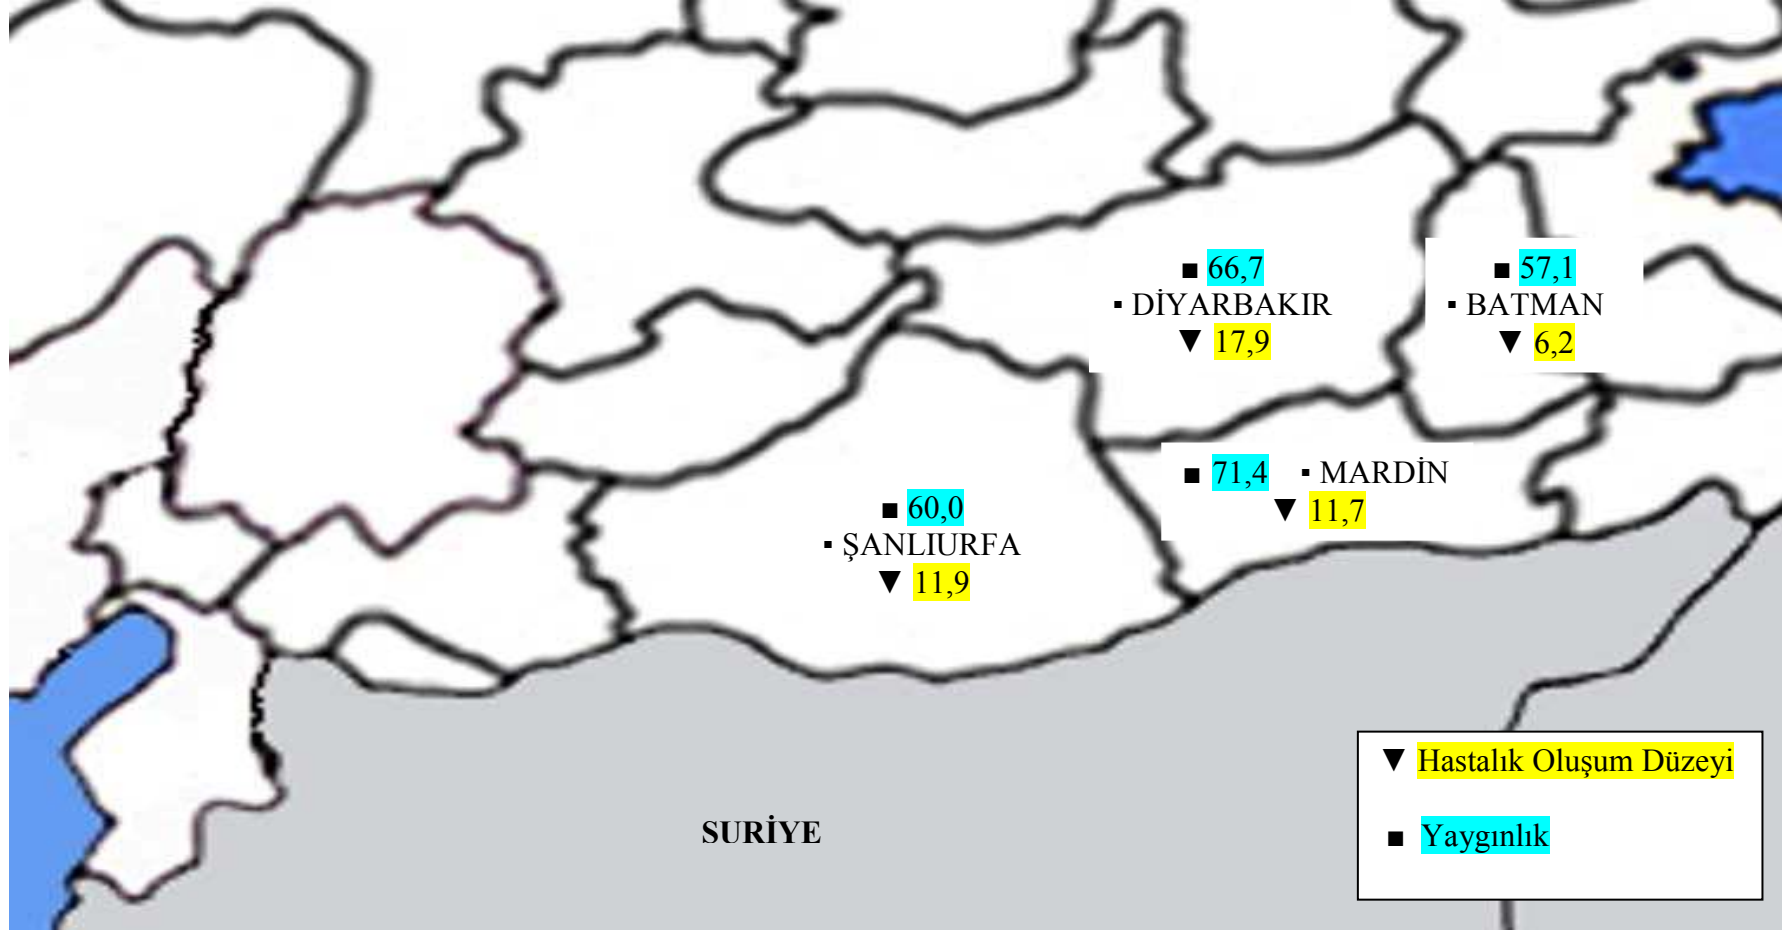 ■ 66,7
▪ DİYARBAKIR
▼ 17,9
■ 57,1
▪ BATMAN
▼ 6,2
■ 71,4 ▪ MARDİN
▼ 11,7
■ 60,0
▪ ŞANLIURFA
▼ 11,9
SURİYE
▼ Hastalık Oluşum Düzeyi
■ Yaygınlık